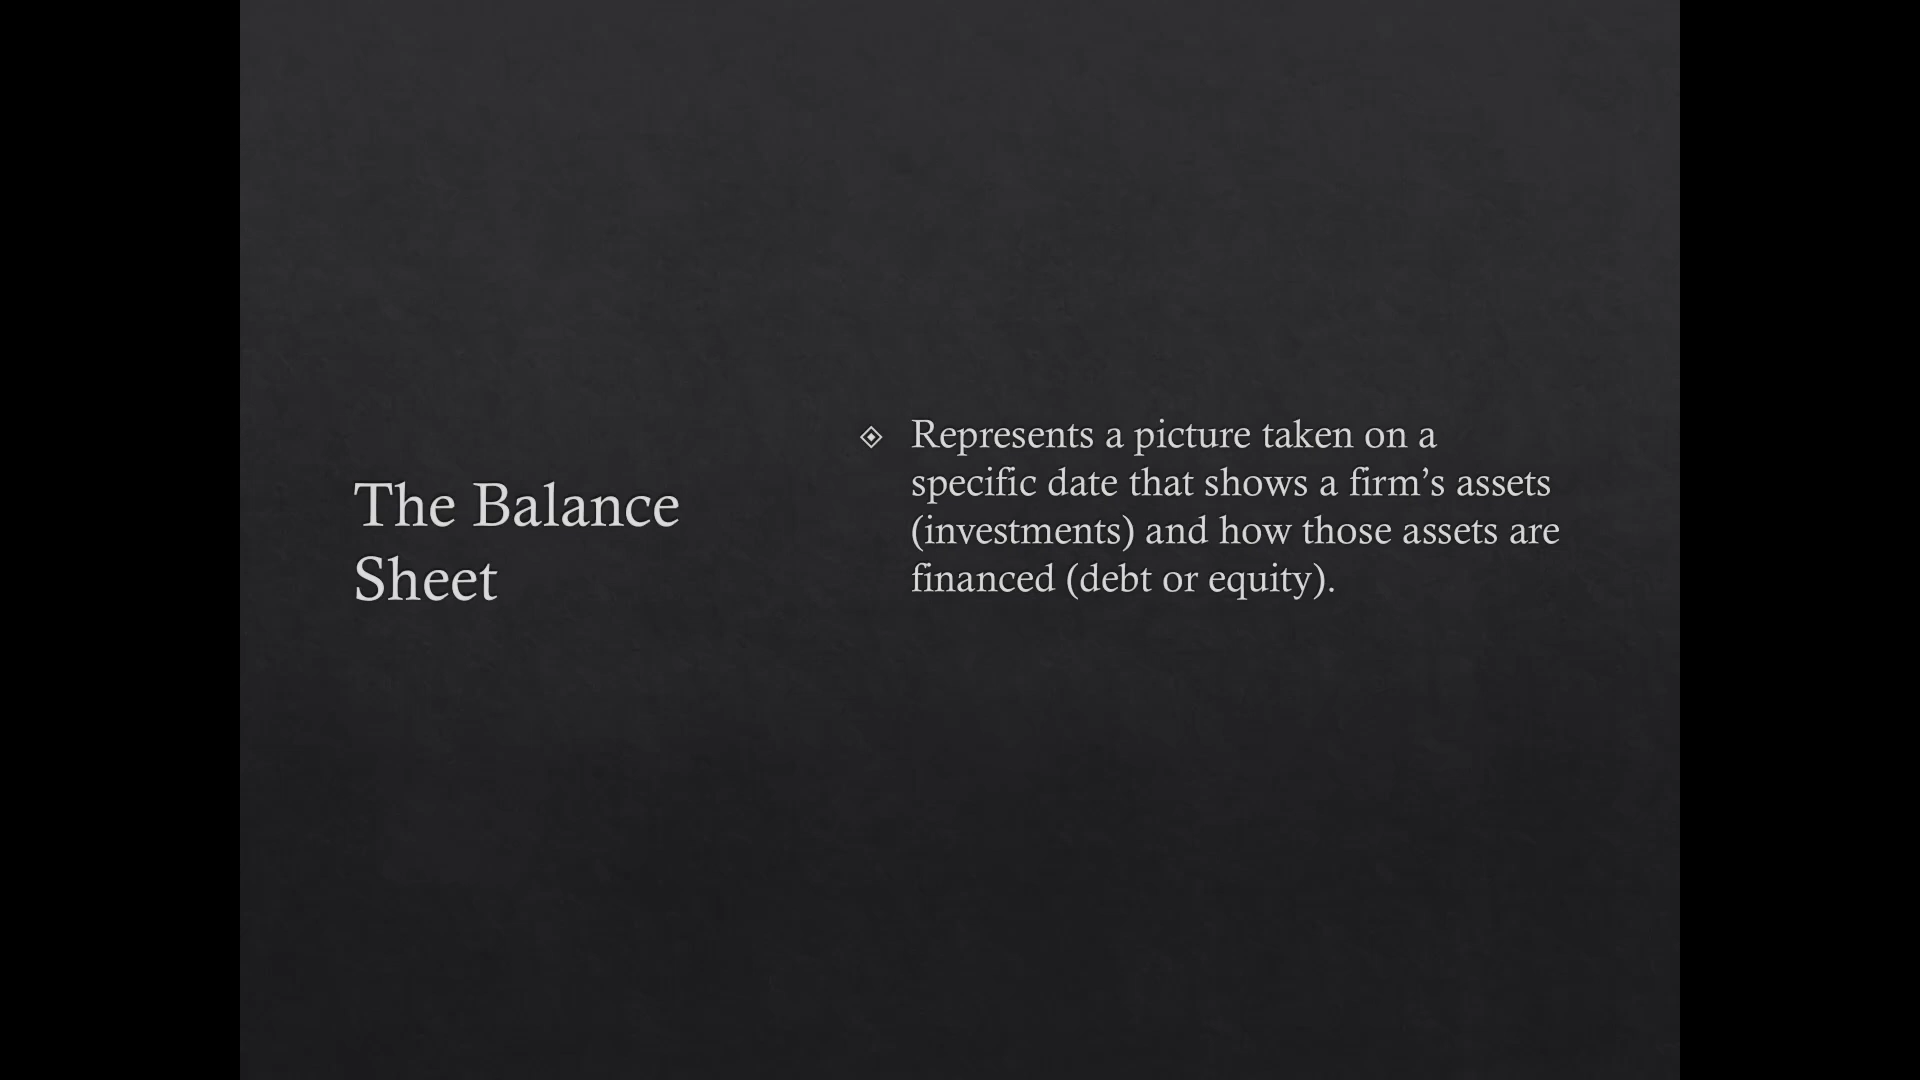 The Balance
Sheet
Represents a picture taken on a
specific date that shows a firm’s assets
(investments) and how those assets are
financed (debt or equity).